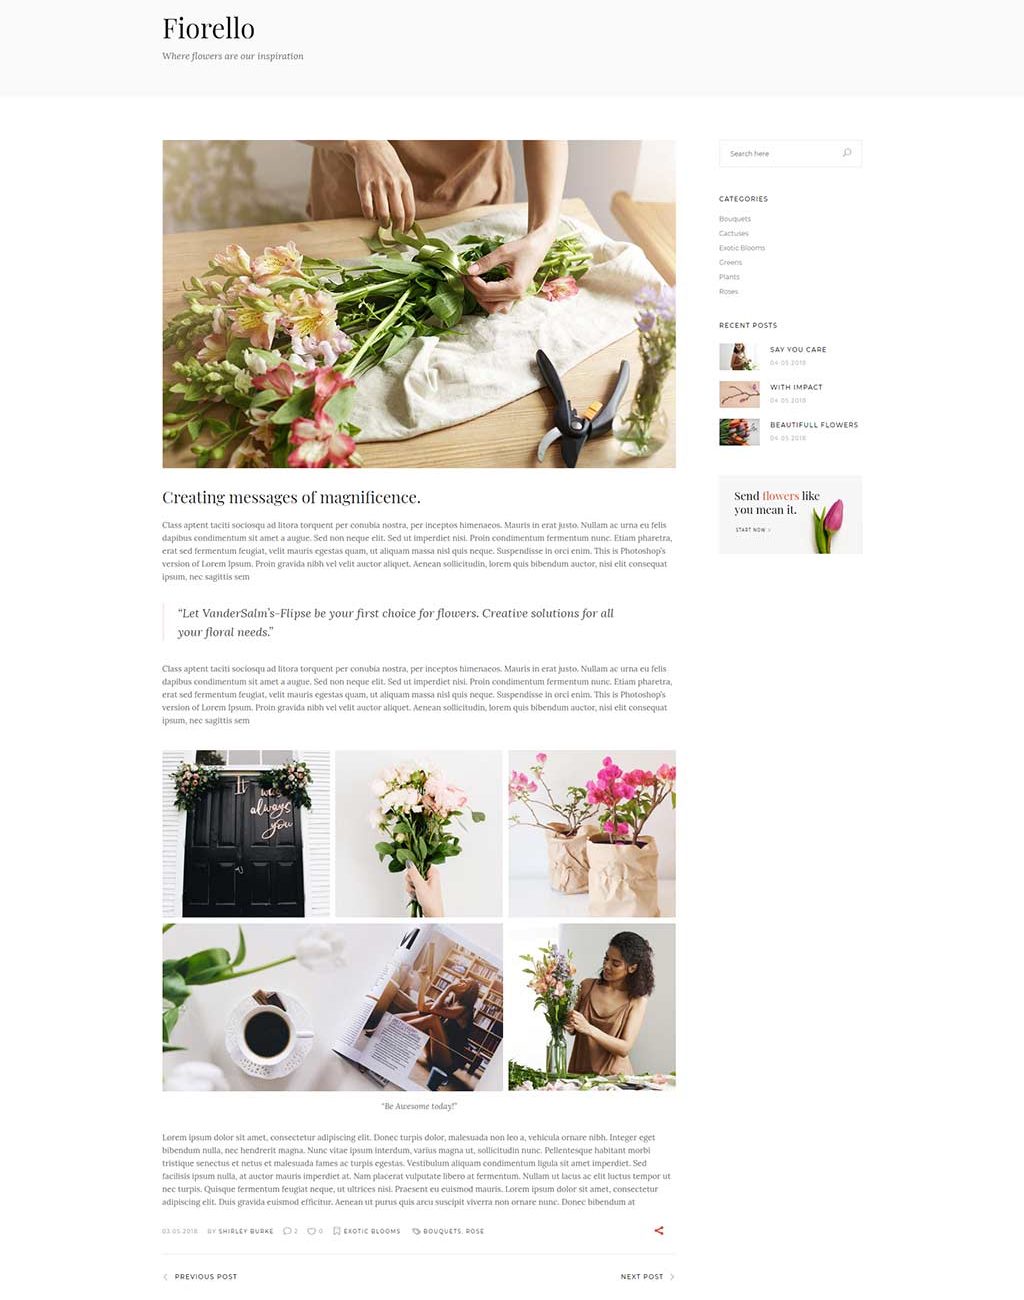 Fiorello
Where flowers are our inspiration
Search here
CATEGORIES
Bouquets
Cactuses
Exotic Blooms
Greens
Plants
Roses
RECENT POSTS
SAY YOU CARE
04.05.2018
WITH IMPACT
04.05.2018
BEAUTIFULL FLOWERS
04.05.2018
Send flowers like
you mean it.
START NOW
Creating messages of magnificence.
Class aptent taciti sociosqu ad litora torquent per conubia nostra, per inceptos himenaeos. Mauris in erat justo. Nullam ac urna eu felis
dapibus condimentum sit amet a augue. Sed non neque elit. Sed ut imperdiet nisi. Proin condimentum fermentum nunc. Etiam pharetra,
erat sed fermentum feugiat, velit mauris egestas quam, ut aliquam massa nisl quis neque. Suspendisse in orci enim. This is Photoshop's
version of Lorem Ipsum. Proin gravida nibh vel velit auctor aliquet. Aenean sollicitudin, lorem quis bibendum auctor, nisi elit consequat
ipsum, nec sagittis sem
“Let VanderSalm’s-Flipse be your first choice for flowers. Creative solutions for all
your floral needs.”
Class aptent taciti sociosqu ad litora torquent per conubia nostra, per inceptos himenaeos. Mauris in erat justo. Nullam ac urna eu felis
dapibus condimentum sit amet a augue. Sed non neque elit. Sed ut imperdiet nisi. Proin condimentum fermentum nunc. Etiam pharetra,
erat sed fermentum feugiat, velit mauris egestas quam, ut aliquam massa nisl quis neque. Suspendisse in orci enim. This is Photoshop's
version of Lorem Ipsum. Proin gravida nibh vel velit auctor aliquet. Aenean sollicitudin, lorem quis bibendum auctor, nisi elit consequat
ipsum, nec sagittis sem
It was
always
you
“Be Awesome today!”
Lorem ipsum dolor sit amet, consectetur adipiscing elit. Donec turpis dolor, malesuada non leo a, vehicula ornare nibh. Integer eget
bibendum nulla, nec hendrerit magna. Nunc vitae ipsum interdum, varius magna ut, sollicitudin nunc. Pellentesque habitant morbi
tristique senectus et netus et malesuada fames ac turpis egestas. Vestibulum aliquam condimentum ligula sit amet imperdiet. Sed
facilisis ipsum nulla, at auctor mauris imperdiet at. Nam placerat vulputate libero at fermentum. Nullam ut lacus ac elit luctus tempor ut
nec turpis. Quisque fermentum feugiat neque, ut ultrices nisi. Praesent eu euismod mauris. Lorem ipsum dolor sit amet, consectetur
adipiscing elit. Duis gravida euismod efficitur. Aenean ut purus quis arcu suscipit viverra non ornare nunc. Donec bibendum at
03.05.2018 BY SHIRLEY BURKE 2 0 EXOTIC BLOOMS BOUQUETS, ROSE
PREVIOUS POST NEXT POST